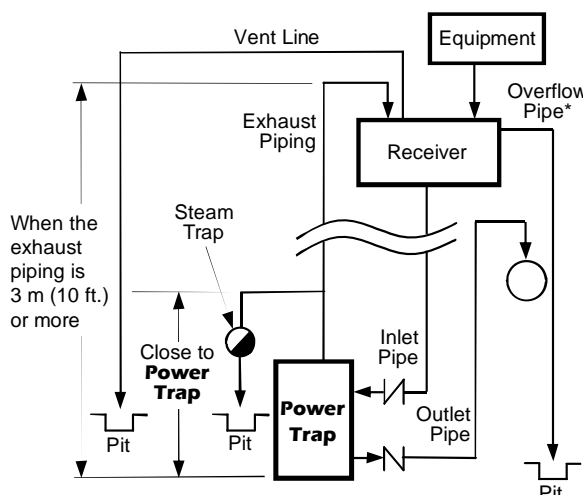 Vent Line
Equipment
Overflow
Pipe*
Exhaust
Piping
Receiver
When the
exhaust
piping is
3 m (10 ft.)
or more
Steam
Trap
Close to
Power
Trap
Inlet
Pipe
Power
Trap
Outlet
Pipe
Pit
Pit
Pit